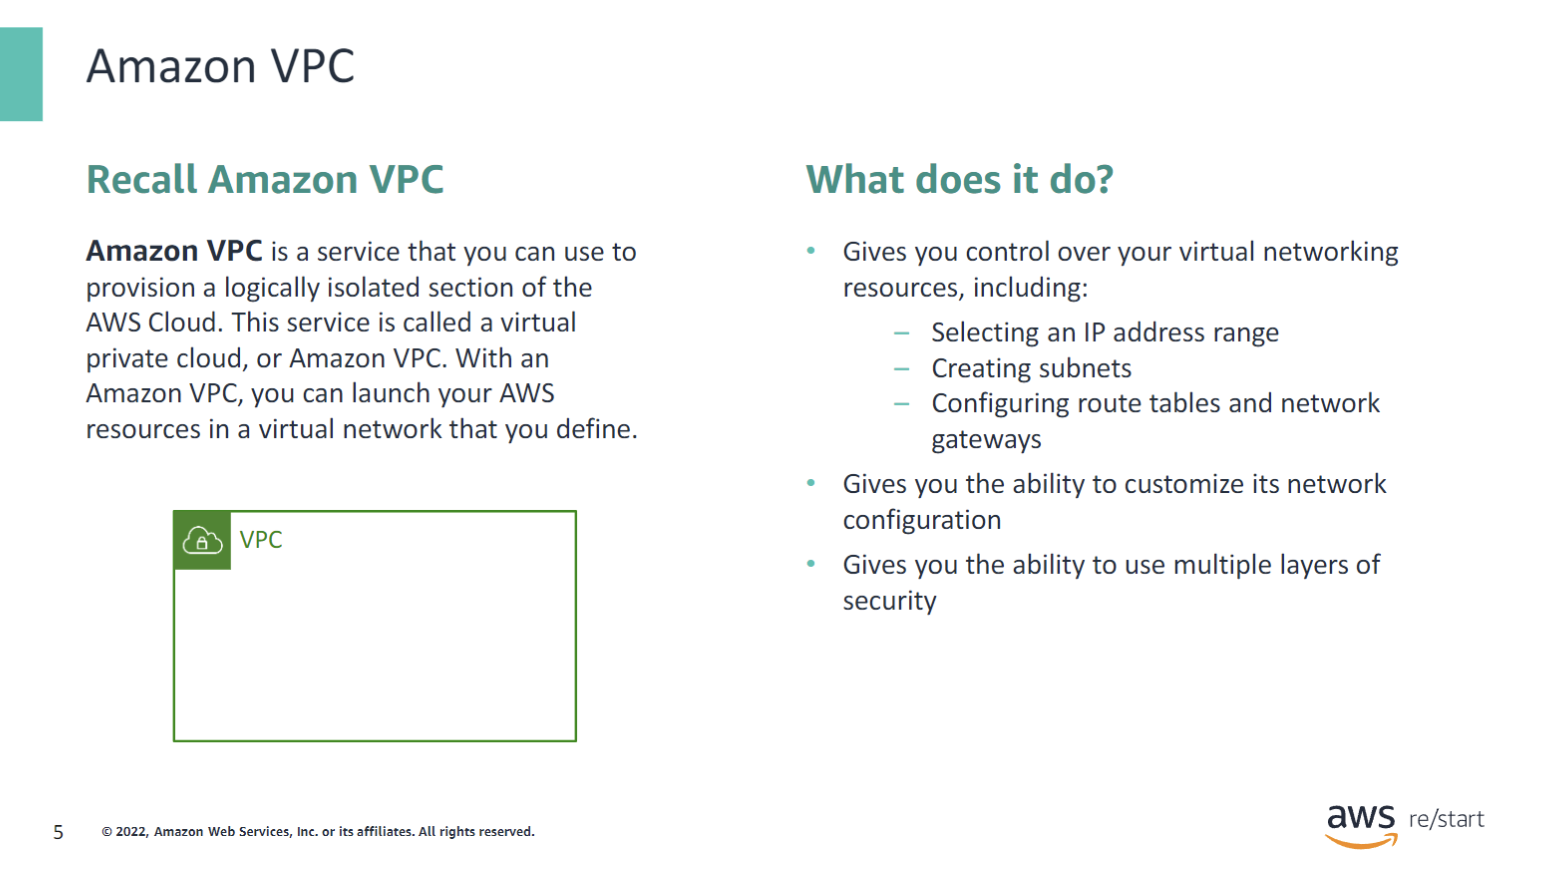 Amazon VPC
Recall Amazon VPC
Amazon VPC is a service that you can use to
provision a logically isolated section of the
AWS Cloud. This service is called a virtual
private cloud, or Amazon VPC. With an
Amazon VPC, you can launch your AWS
resources in a virtual network that you define.
VPC
What does it do?
• Gives you control over your virtual networking
resources, including:
– Selecting an IP address range
– Creating subnets
– Configuring route tables and network
gateways
• Gives you the ability to customize its network
configuration
• Gives you the ability to use multiple layers of
security
5
© 2022, Amazon Web Services, Inc. or its affiliates. All rights reserved.
aws re/start